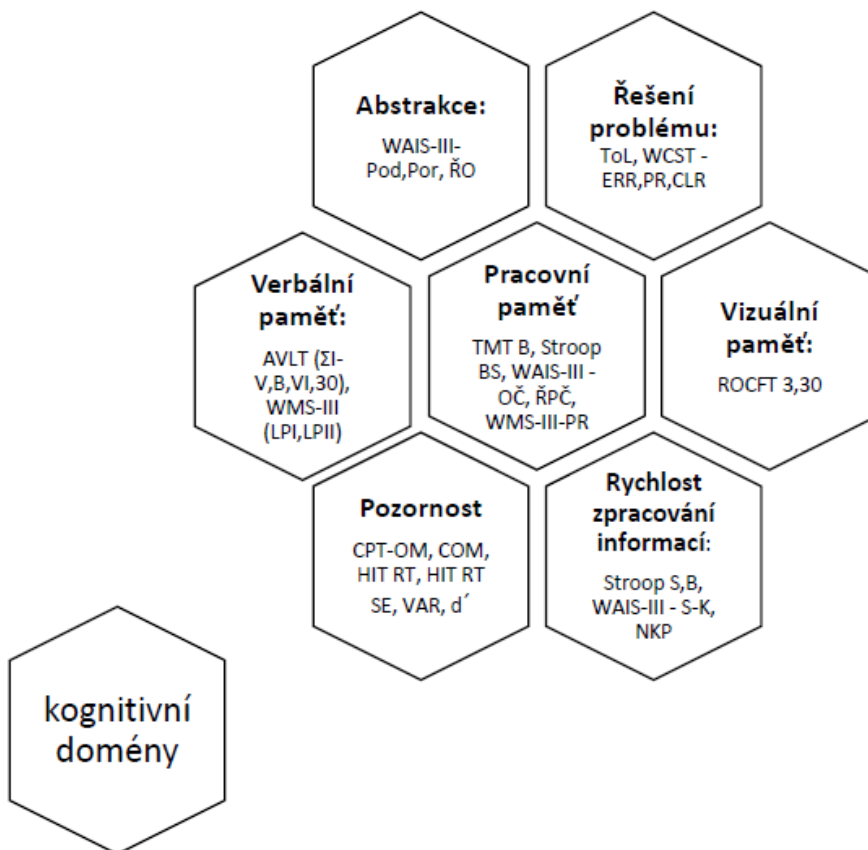 Abstrakce:
WAIS-III-
Pod,Por, ŘO
Řešení
problému:
ToL, WCST -
ERR,PR,CLR
Verbální
paměť:
AVLT (ΣI-
V,B,VI,30),
WMS-III
(LPI,LPII)
Pracovní
paměť
TMT B, Stroop
BS, WAIS-III -
OČ, ŘPČ,
WMS-III-PR
Vizuální
paměť:
ROCFT 3,30
Pozornost
CPT-OM, COM,
HIT RT, HIT RT
SE, VAR, d´
Rychlost
zpracování
informací:
Stroop S,B,
WAIS-III - S-K,
NKP
kognitivní
domény